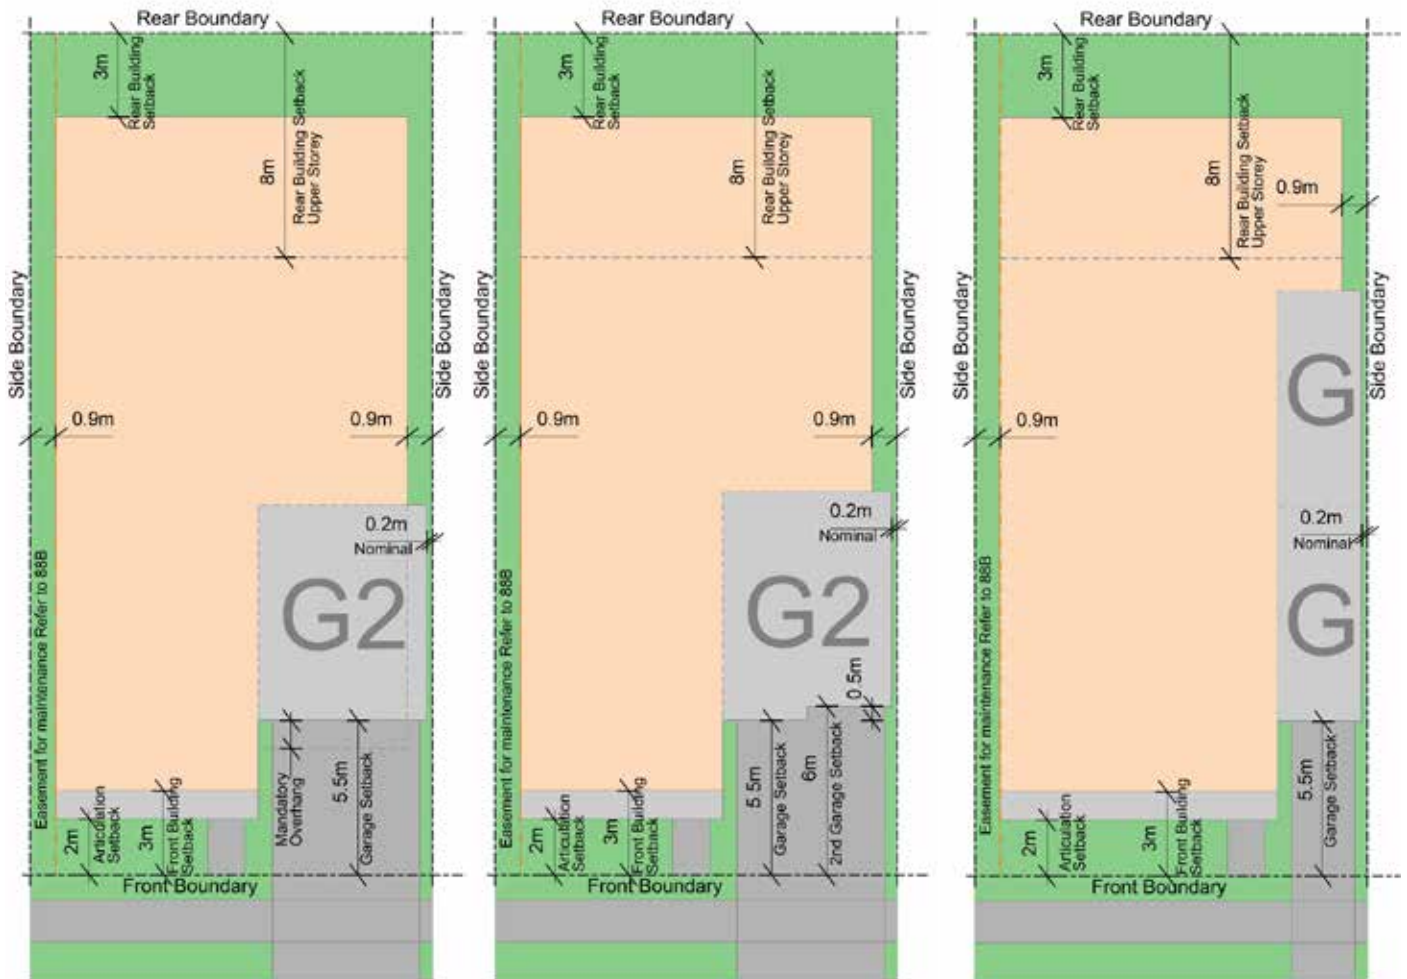 Rear Boundary
3m
Rear Building
Setback
8m
Rear Building Setback
Upper Storey
Side Boundary
Side Boundary
0.9m
0.9m
0.2m
Nominal
G2
Easement for maintenance Refer to 88B
Mandatory
Overhang
5.5m
Garage Setback
2m
Articulation
Setback
3m
Front Building
Setback
Front Boundary
Rear Boundary
3m
Rear Building
Setback
8m
Rear Building Setback
Upper Storey
Side Boundary
Side Boundary
0.9m
0.9m
0.2m
Nominal
G2
0.5m
Easement for maintenance Refer to 88B
5.5m
Garage Setback
6m
2nd Garage Setback
2m
Articulation
Setback
3m
Front Building
Setback
Front Boundary
Rear Boundary
3m
Rear Building
Setback
8m
Rear Building Setback
Upper Storey
0.9m
Side Boundary
Side Boundary
0.9m
G
0.2m
Nominal
G
Easement for maintenance Refer to 88B
5.5m
Garage Setback
2m
Articulation
Setback
3m
Front Building
Setback
Front Boundary